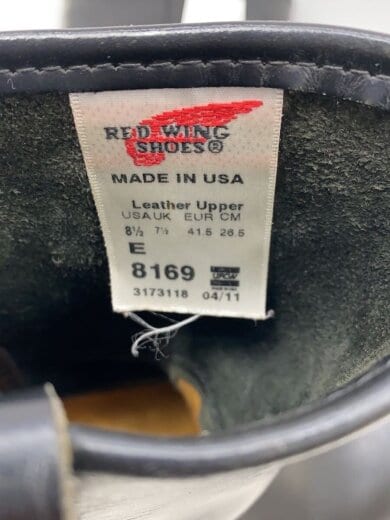 RED WING
SHOES®
MADE IN USA
Leather Upper
USA UK EUR CM
8½ 7½ 41.5 26.5
E
8169
3173118 04/11